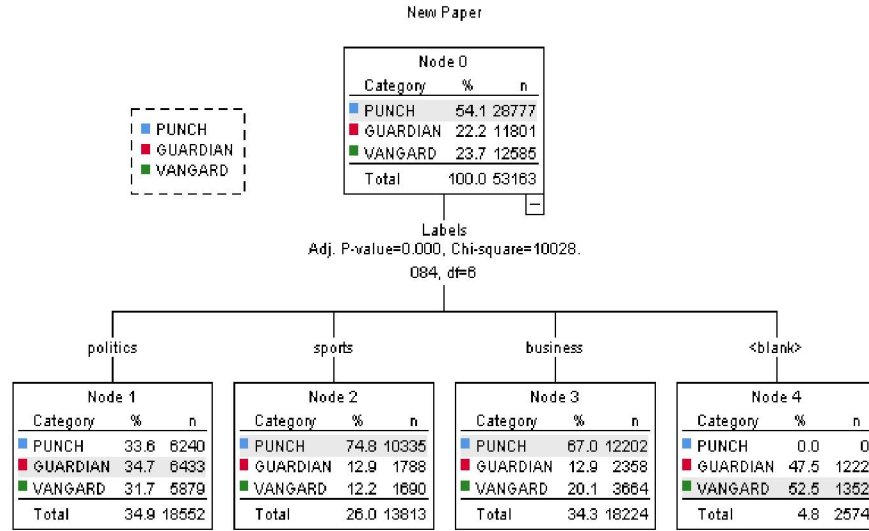 New Paper
Node 0
Category % n
PUNCH 54.1 28777
GUARDIAN 22.2 11801
VANGARD 23.7 12585
Total 100.0 53163
PUNCH
GUARDIAN
VANGARD
Labels
Adj. P-value=0.000, Chi-square=10028.
084, df=6
politics sports business <blank>
Node 1
Category % n
PUNCH 33.6 6240
GUARDIAN 34.7 6433
VANGARD 31.7 5879
Total 34.9 18552
Node 2
Category % n
PUNCH 74.8 10335
GUARDIAN 12.9 1788
VANGARD 12.2 1690
Total 26.0 13813
Node 3
Category % n
PUNCH 67.0 12202
GUARDIAN 12.9 2358
VANGARD 20.1 3664
Total 34.3 18224
Node 4
Category % n
PUNCH 0.0 0
GUARDIAN 47.5 1222
VANGARD 52.5 1352
Total 4.8 2574